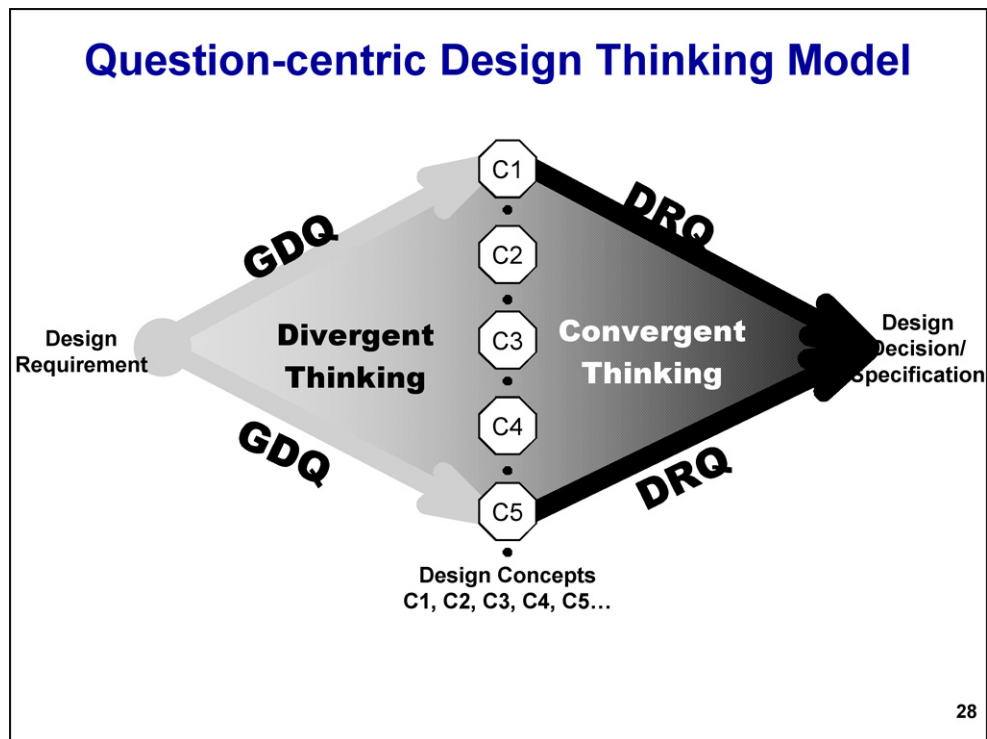 Question-centric Design Thinking Model
C1
GDQ
DRQ
C2
Design
Requirement
Divergent
Thinking
C3
Convergent
Thinking
Design
Decision/
Specification
C4
GDQ
DRQ
C5
Design Concepts
C1, C2, C3, C4, C5…
28